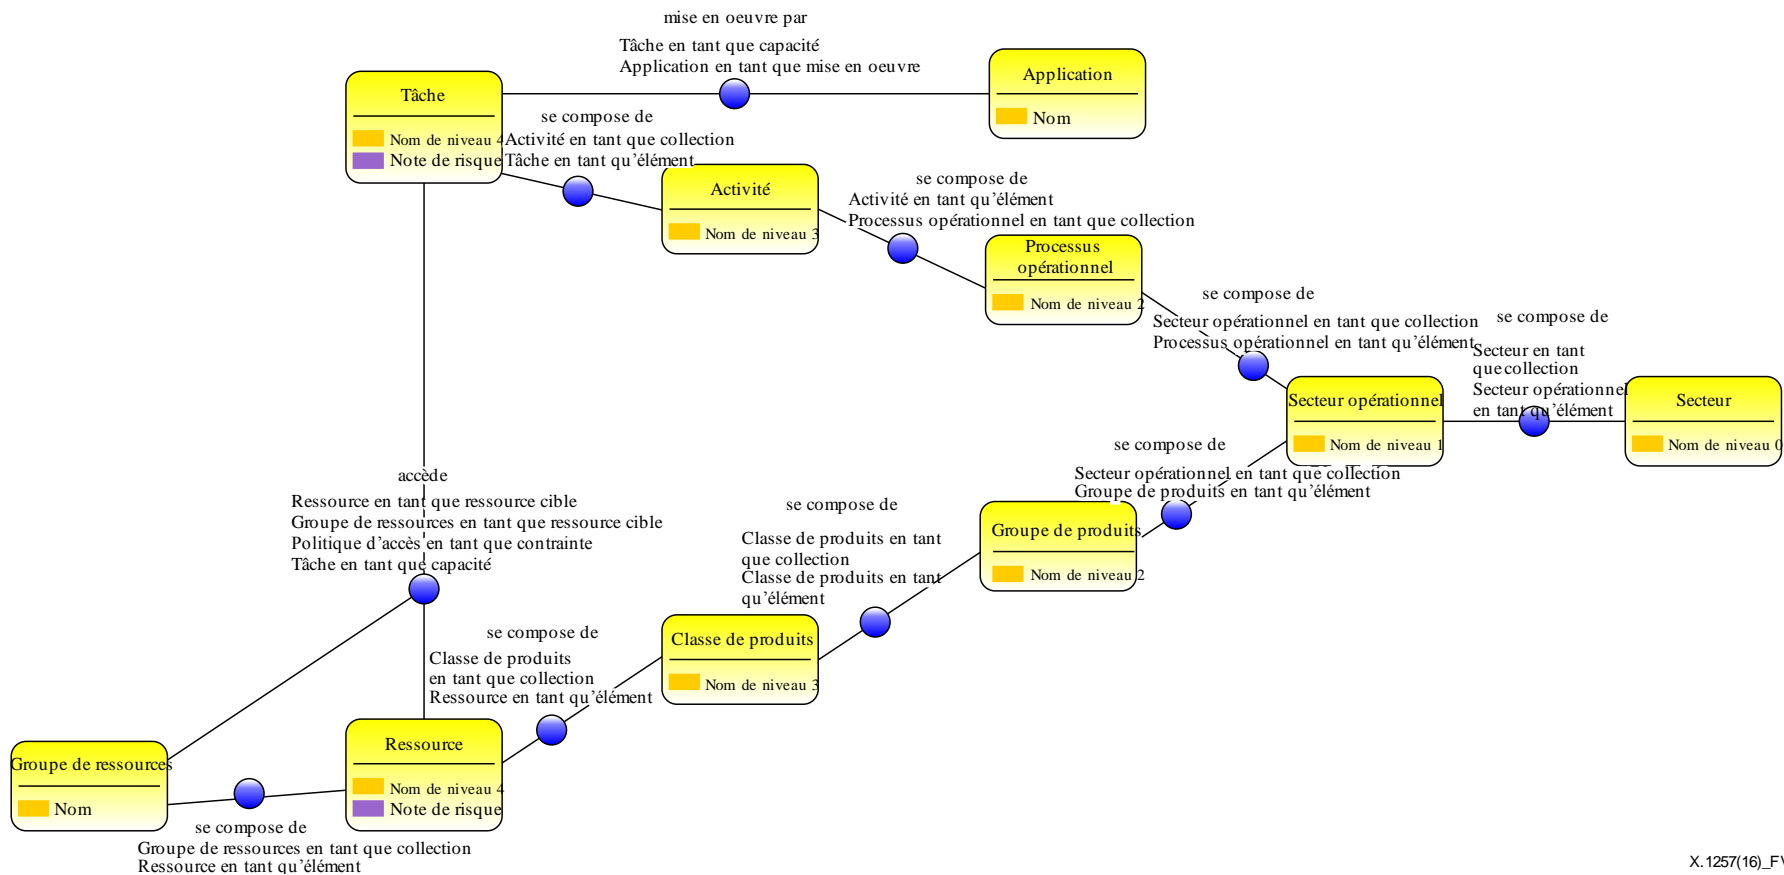 mise en oeuvre par
Tâche en tant que capacité
Application en tant que mise en oeuvre
Application
Nom
Tâche
Nom de niveau 4
Note de risque
se compose de
Activité en tant que collection
Tâche en tant qu'élément
Activité
Nom de niveau 3
se compose de
Activité en tant qu'élément
Processus opérationnel en tant que collection
Processus
opérationnel
Nom de niveau 2
se compose de
Secteur opérationnel en tant que collection
Processus opérationnel en tant qu'élément
se compose de
Secteur en tant
que collection
Secteur opérationnel
en tant qu'élément
Secteur opérationnel
Nom de niveau 1
Secteur
Nom de niveau 0
se compose de
Secteur opérationnel en tant que collection
Groupe de produits en tant qu'élément
accède
Ressource en tant que ressource cible
Groupe de ressources en tant que ressource cible
Politique d'accès en tant que contrainte
Tâche en tant que capacité
se compose de
Classe de produits en tant
que collection
Classe de produits en tant
qu'élément
Groupe de produits
Nom de niveau 2
se compose de
Classe de produits
en tant que collection
Ressource en tant qu'élément
Classe de produits
Nom de niveau 3
Groupe de ressources
Nom
Ressource
Nom de niveau 4
Note de risque
se compose de
Groupe de ressources en tant que collection
Ressource en tant qu'élément
X.1257(16)_F